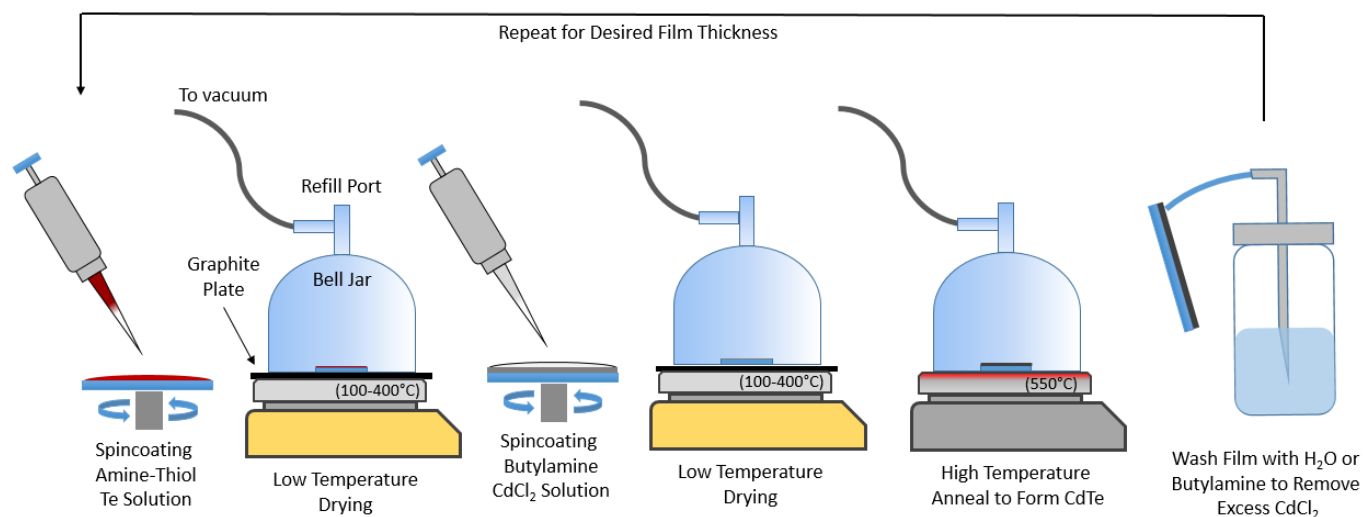 Repeat for Desired Film Thickness
To vacuum
Refill Port
Graphite
Plate
Bell Jar
(100-400°C)
(100-400°C)
(550°C)
Spincoating
Amine-Thiol
Te Solution
Low Temperature
Drying
Spincoating
Butylamine
CdCl₂ Solution
Low Temperature
Drying
High Temperature
Anneal to Form CdTe
Wash Film with H₂O or
Butylamine to Remove
Excess CdCl₂